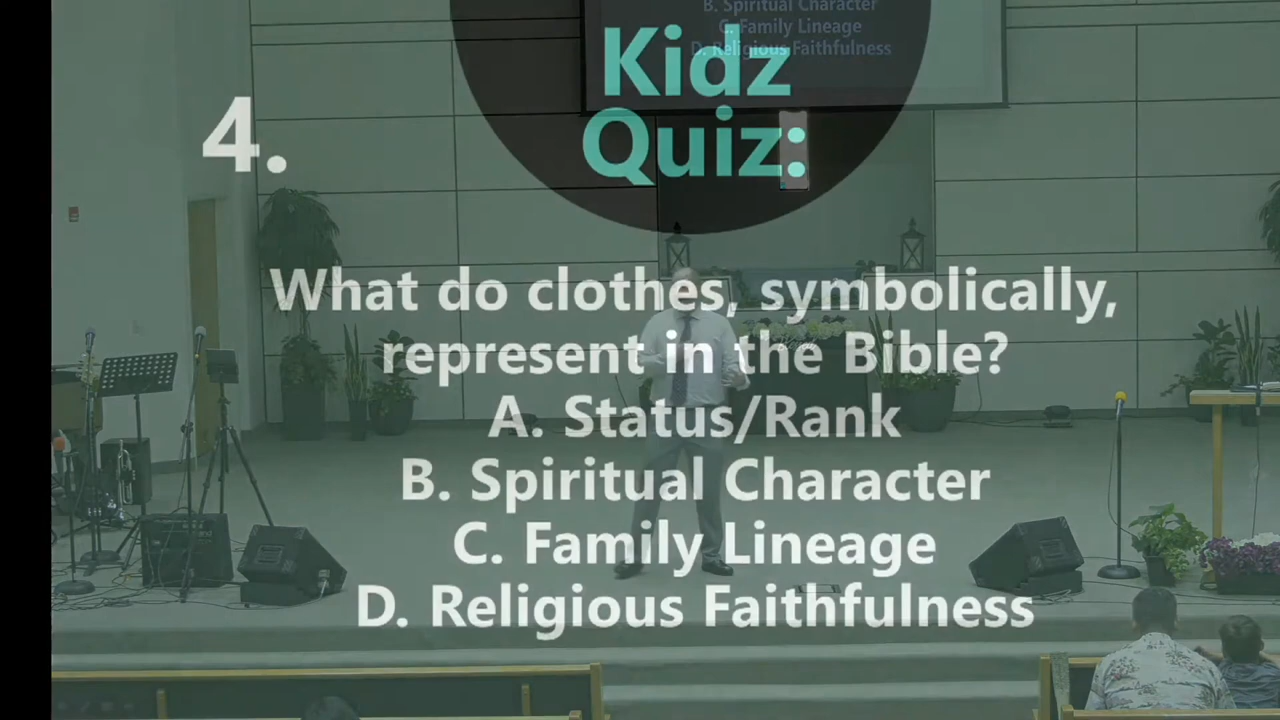 B. Spiritual Character
C. Family Lineage
D. Religious Faithfulness
Kidz
Quiz:
4.
What do clothes, symbolically,
represent in the Bible?
A. Status/Rank
B. Spiritual Character
C. Family Lineage
D. Religious Faithfulness